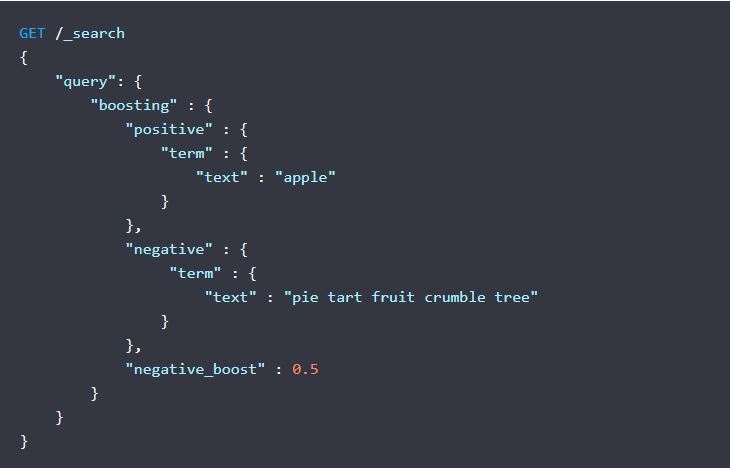 GET /_search
{
    "query": {
        "boosting" : {
            "positive" : {
                "term" : {
                    "text" : "apple"
                }
            },
            "negative" : {
                 "term" : {
                     "text" : "pie tart fruit crumble tree"
                }
            },
            "negative_boost" : 0.5
        }
    }
}